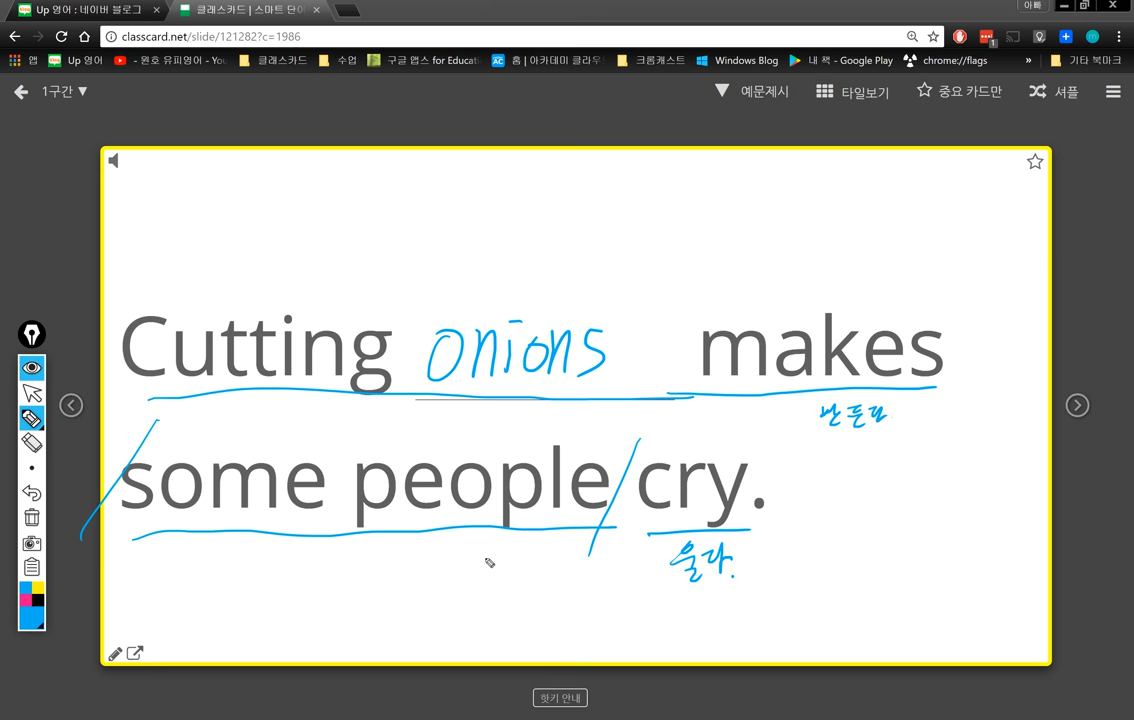 Up 영어 : 네이버 블로그
클래스카드 | 스마트 단어
아빠
classcard.net/slide/121282?c=1986
앱 Up 영어 - 원호 유피영어 - You 클래스카드 수업 구글 앱스 for Educati 홈 | 아카데미 클라우 크롬캐스트 Windows Blog 내 책 - Google Play chrome://flags » 기타 북마크
1구간 ▼ ▼ 예문제시 타일보기 중요 카드만 셔플
Cutting onions makes
만든다
some people / cry.
울다.
핫키 안내